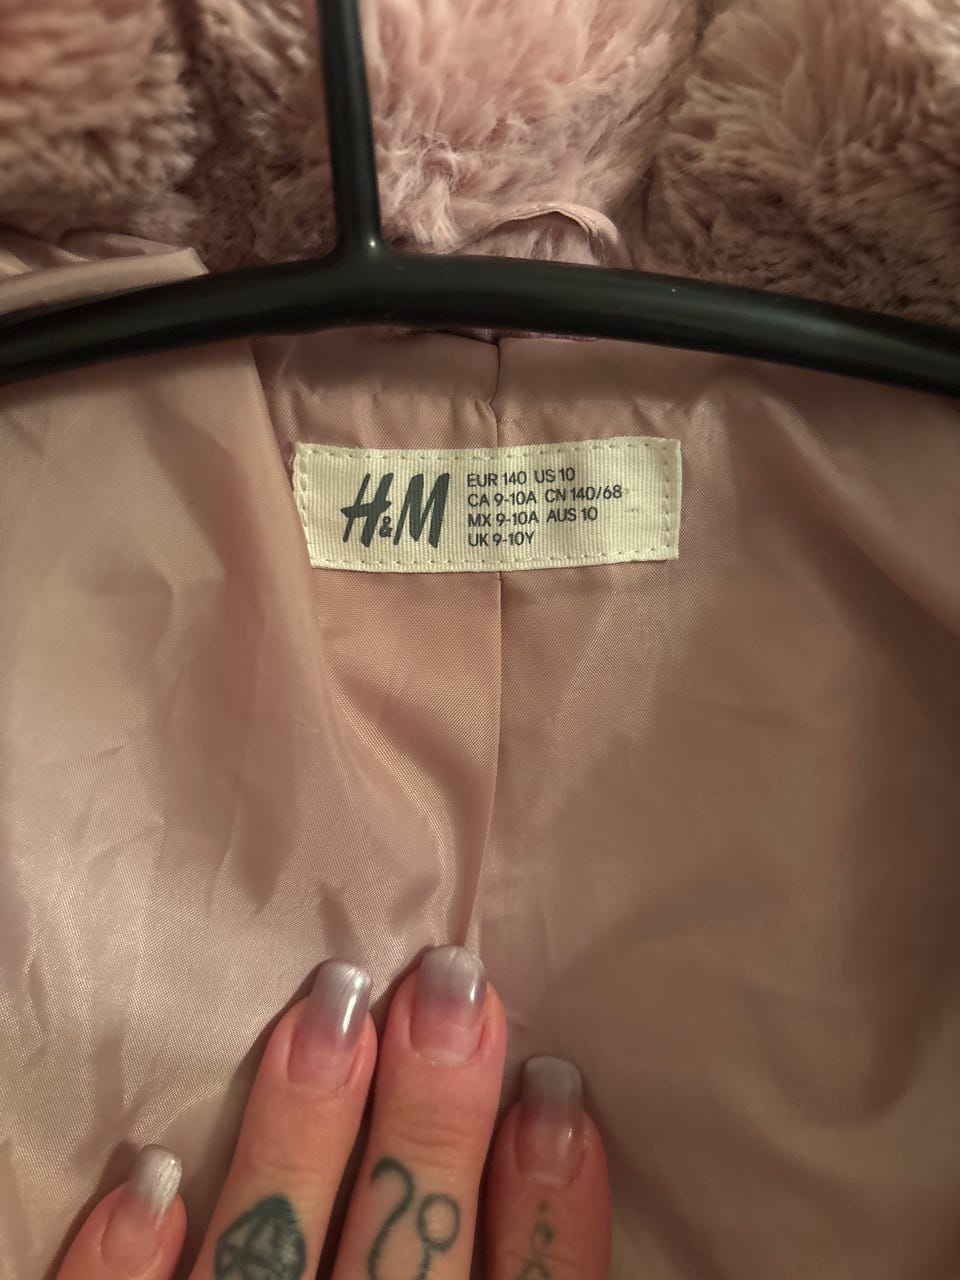 H&M
EUR 140 US 10
CA 9-10A CN 140/68
MX 9-10A AUS 10
UK 9-10Y